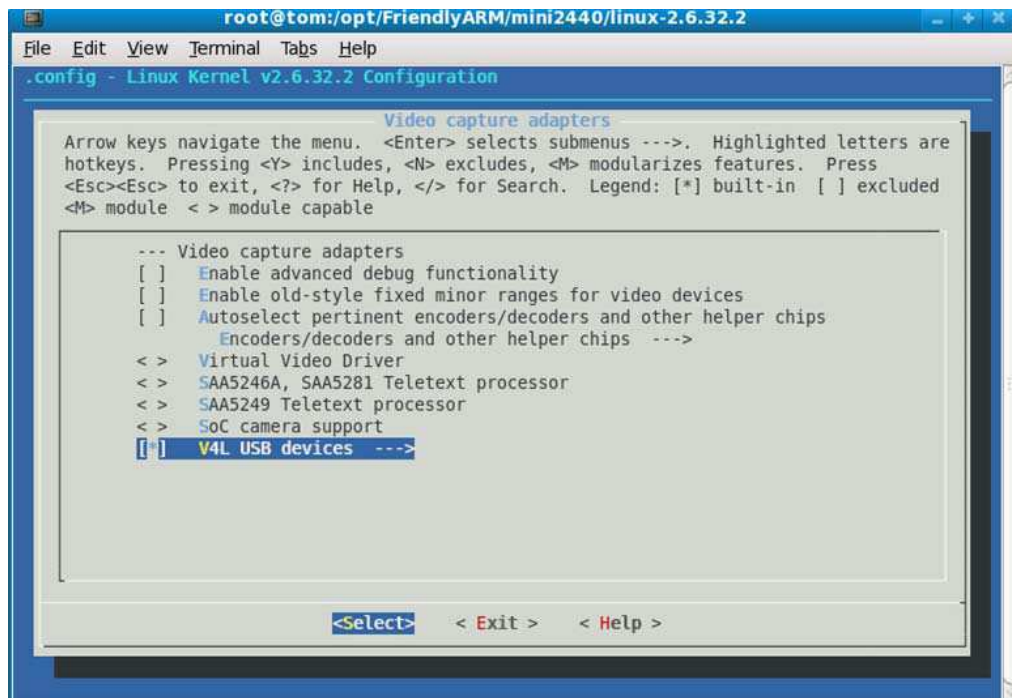 root@tom:/opt/FriendlyARM/mini2440/linux-2.6.32.2
File Edit View Terminal Tabs Help
.config - Linux Kernel v2.6.32.2 Configuration
Video capture adapters
Arrow keys navigate the menu. <Enter> selects submenus --->. Highlighted letters are
hotkeys. Pressing <Y> includes, <N> excludes, <M> modularizes features. Press
<Esc><Esc> to exit, <?> for Help, </> for Search. Legend: [*] built-in [ ] excluded
<M> module < > module capable
--- Video capture adapters
[ ] Enable advanced debug functionality
[ ] Enable old-style fixed minor ranges for video devices
[ ] Autoselect pertinent encoders/decoders and other helper chips
Encoders/decoders and other helper chips --->
< > Virtual Video Driver
< > SAA5246A, SAA5281 Teletext processor
< > SAA5249 Teletext processor
< > SoC camera support
[*] V4L USB devices --->
<Select> < Exit > < Help >